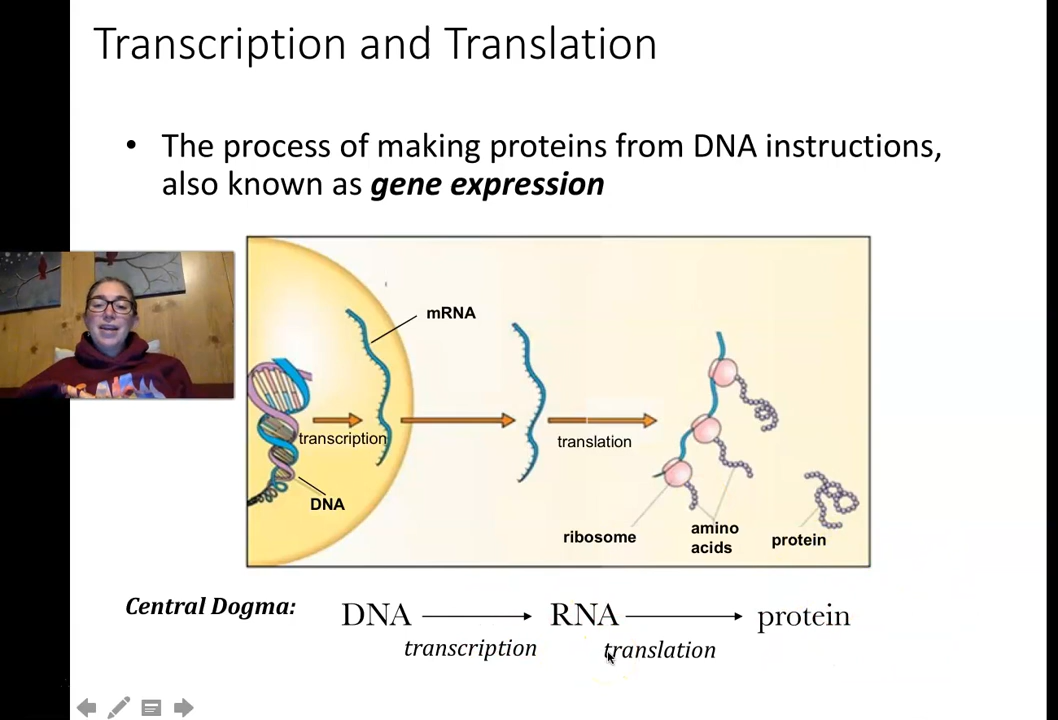 Transcription and Translation
• The process of making proteins from DNA instructions,
also known as gene expression
mRNA
transcription
translation
DNA
ribosome
amino
acids
protein
Central Dogma: DNA RNA protein
transcription translation